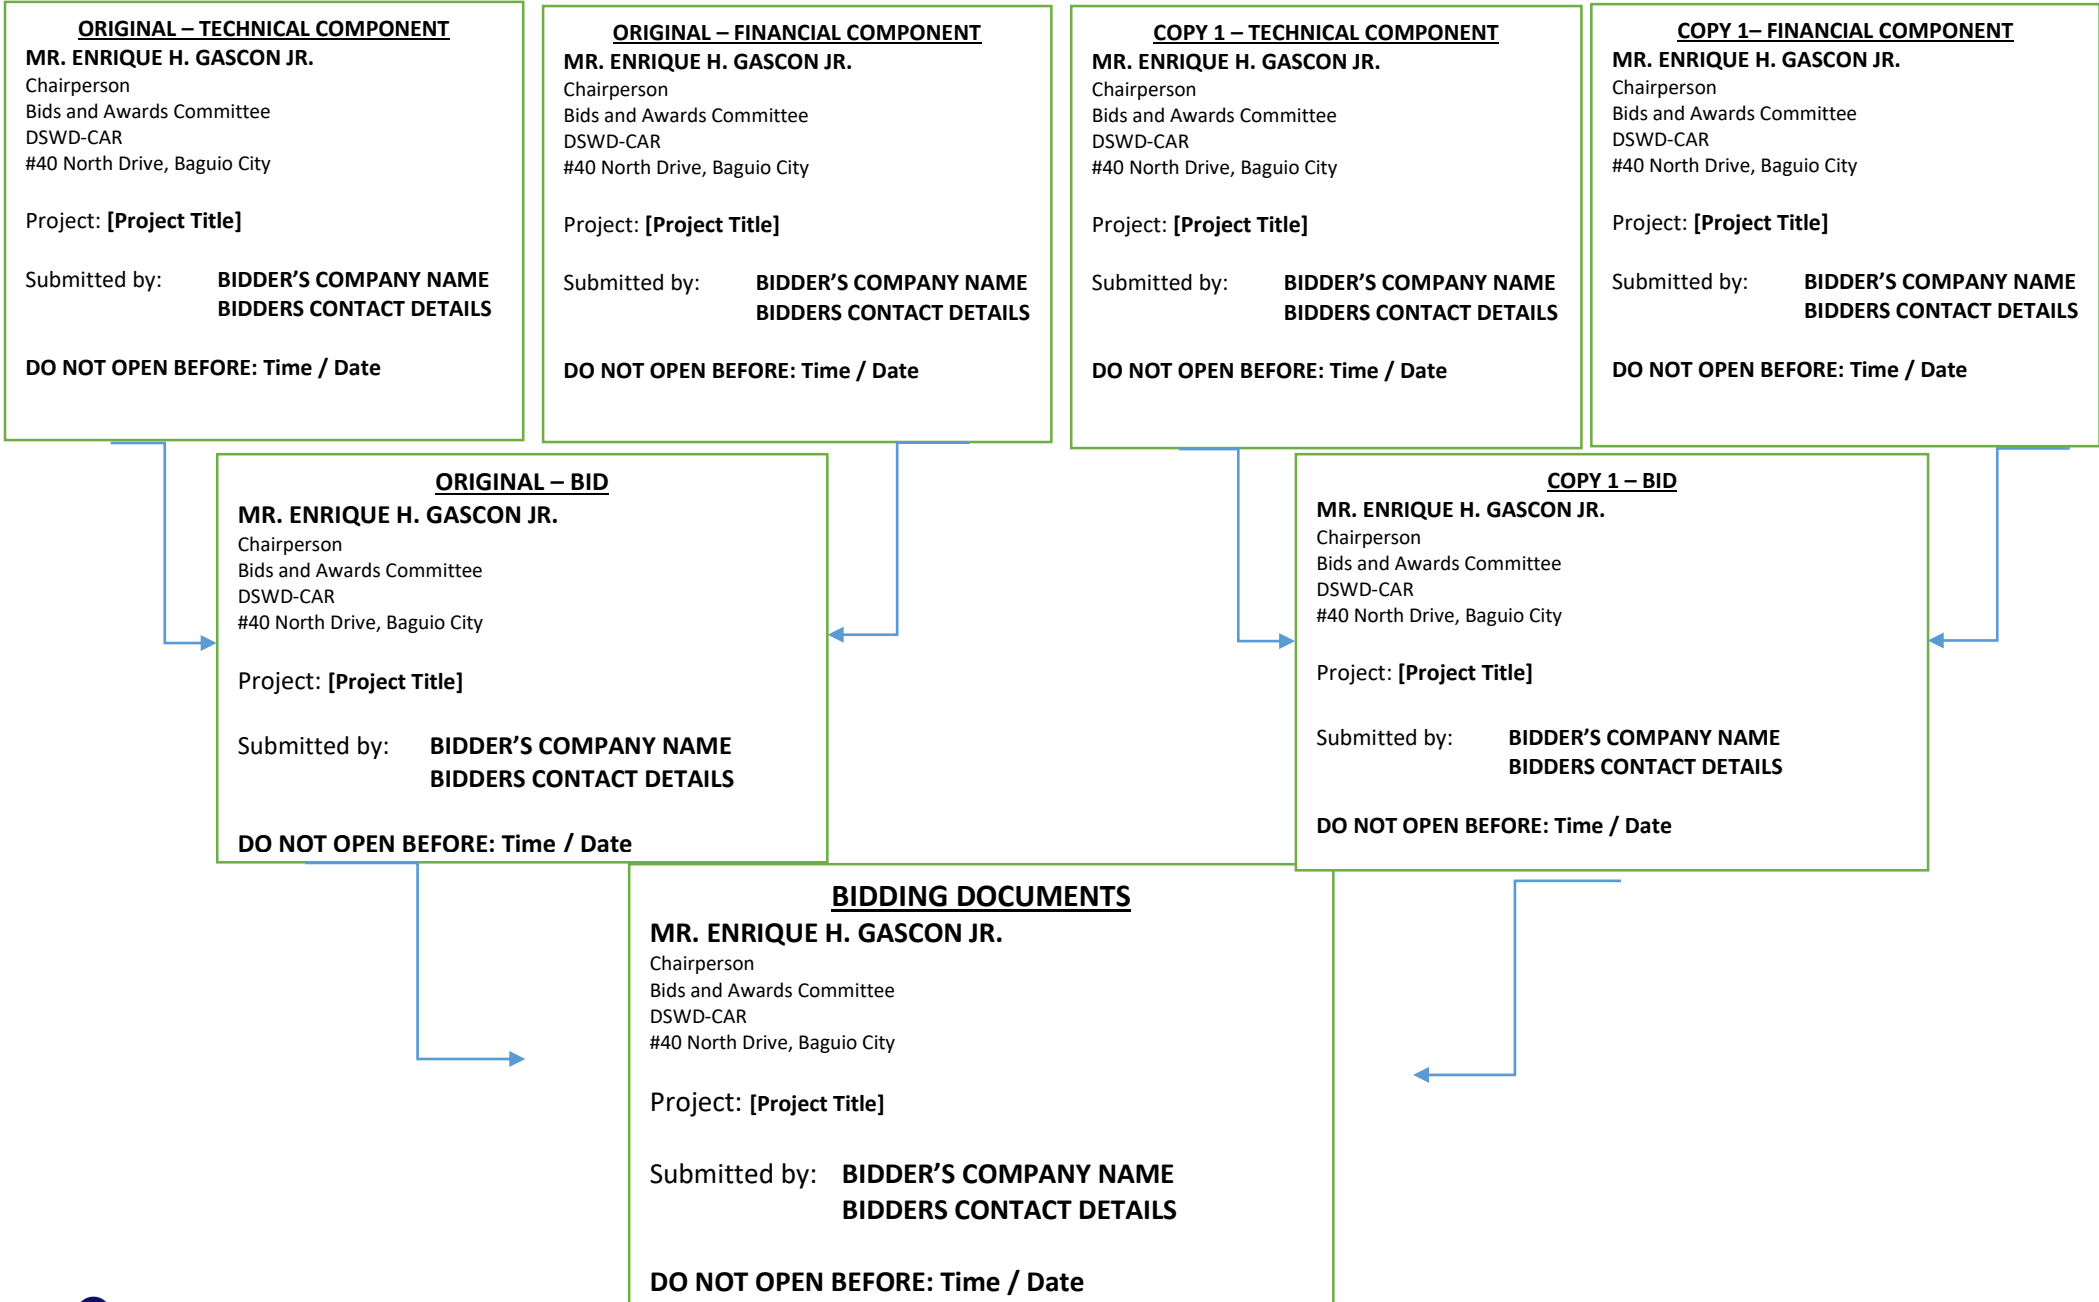 ORIGINAL – TECHNICAL COMPONENT
MR. ENRIQUE H. GASCON JR.
Chairperson
Bids and Awards Committee
DSWD-CAR
#40 North Drive, Baguio City
Project: [Project Title]
Submitted by: BIDDER’S COMPANY NAME
BIDDERS CONTACT DETAILS
DO NOT OPEN BEFORE: Time / Date
ORIGINAL – FINANCIAL COMPONENT
MR. ENRIQUE H. GASCON JR.
Chairperson
Bids and Awards Committee
DSWD-CAR
#40 North Drive, Baguio City
Project: [Project Title]
Submitted by: BIDDER’S COMPANY NAME
BIDDERS CONTACT DETAILS
DO NOT OPEN BEFORE: Time / Date
COPY 1 – TECHNICAL COMPONENT
MR. ENRIQUE H. GASCON JR.
Chairperson
Bids and Awards Committee
DSWD-CAR
#40 North Drive, Baguio City
Project: [Project Title]
Submitted by: BIDDER’S COMPANY NAME
BIDDERS CONTACT DETAILS
DO NOT OPEN BEFORE: Time / Date
COPY 1– FINANCIAL COMPONENT
MR. ENRIQUE H. GASCON JR.
Chairperson
Bids and Awards Committee
DSWD-CAR
#40 North Drive, Baguio City
Project: [Project Title]
Submitted by: BIDDER’S COMPANY NAME
BIDDERS CONTACT DETAILS
DO NOT OPEN BEFORE: Time / Date
ORIGINAL – BID
MR. ENRIQUE H. GASCON JR.
Chairperson
Bids and Awards Committee
DSWD-CAR
#40 North Drive, Baguio City
Project: [Project Title]
Submitted by: BIDDER’S COMPANY NAME
BIDDERS CONTACT DETAILS
DO NOT OPEN BEFORE: Time / Date
COPY 1 – BID
MR. ENRIQUE H. GASCON JR.
Chairperson
Bids and Awards Committee
DSWD-CAR
#40 North Drive, Baguio City
Project: [Project Title]
Submitted by: BIDDER’S COMPANY NAME
BIDDERS CONTACT DETAILS
DO NOT OPEN BEFORE: Time / Date
BIDDING DOCUMENTS
MR. ENRIQUE H. GASCON JR.
Chairperson
Bids and Awards Committee
DSWD-CAR
#40 North Drive, Baguio City
Project: [Project Title]
Submitted by: BIDDER’S COMPANY NAME
BIDDERS CONTACT DETAILS
DO NOT OPEN BEFORE: Time / Date